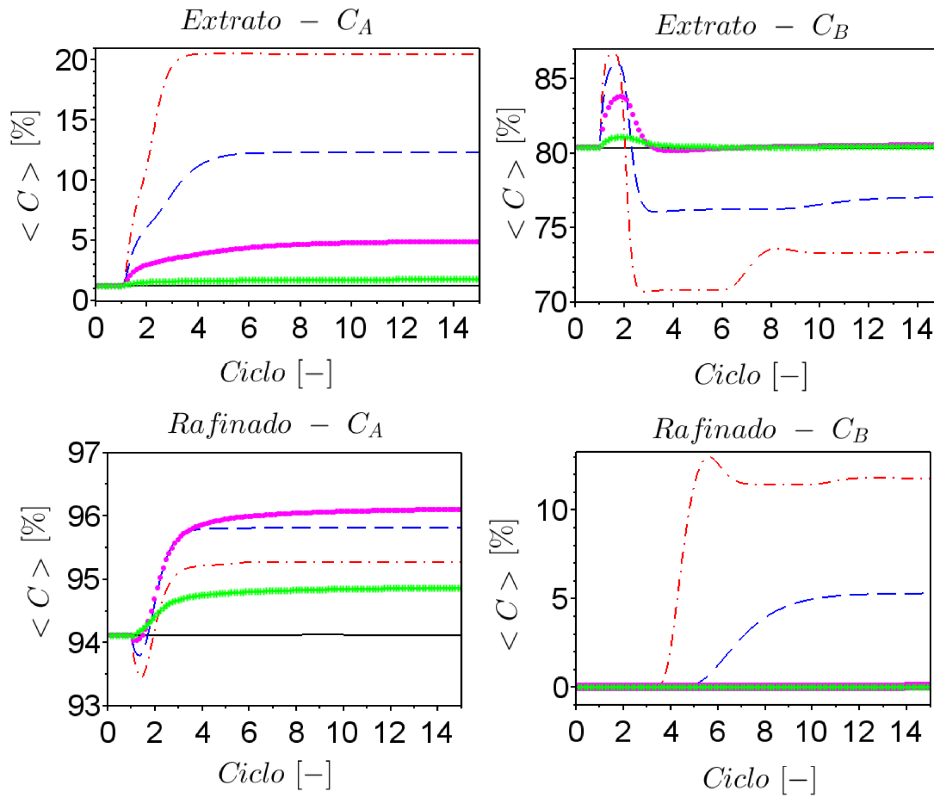 Extrato − C_A
< C > [%]
20
15
10
5
0
0 2 4 6 8 10 12 14
Ciclo [−]
Extrato − C_B
< C > [%]
85
80
75
70
0 2 4 6 8 10 12 14
Ciclo [−]
Rafinado − C_A
< C > [%]
97
96
95
94
93
0 2 4 6 8 10 12 14
Ciclo [−]
Rafinado − C_B
< C > [%]
10
5
0
0 2 4 6 8 10 12 14
Ciclo [−]